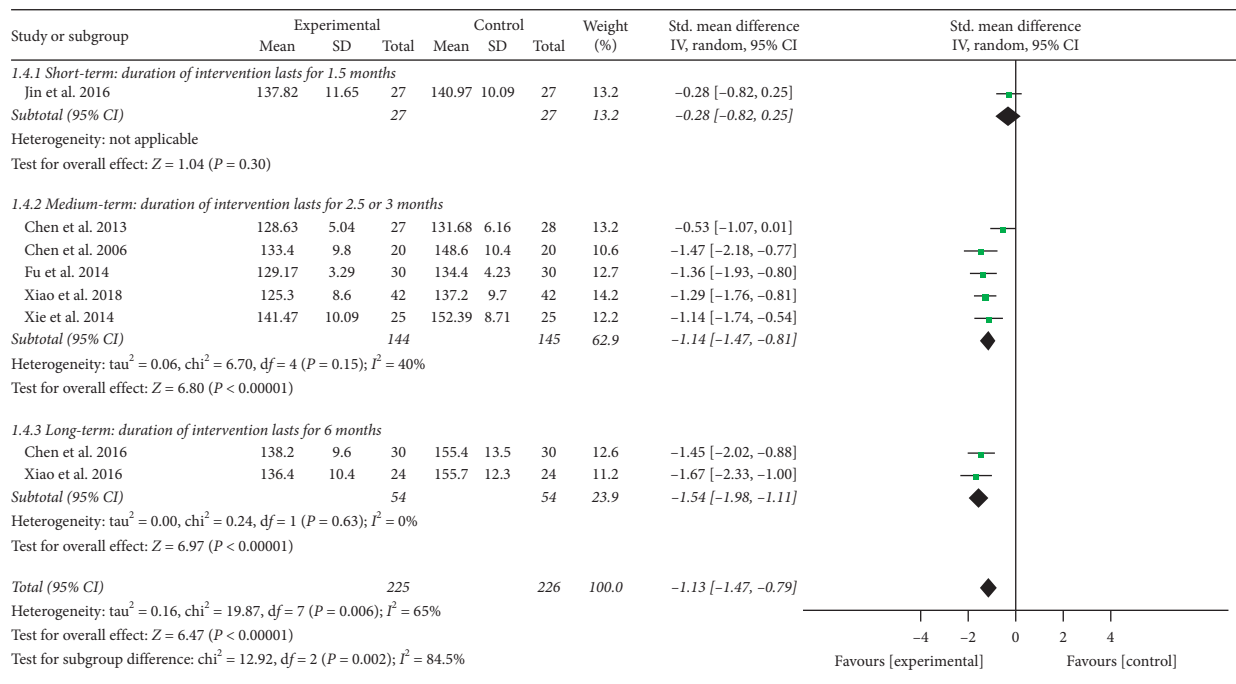 Study or subgroup Experimental Control Weight Std. mean difference Std. mean difference
Mean SD Total Mean SD Total (%) IV, random, 95% CI IV, random, 95% CI
1.4.1 Short-term: duration of intervention lasts for 1.5 months
Jin et al. 2016 137.82 11.65 27 140.97 10.09 27 13.2 −0.28 [−0.82, 0.25]
Subtotal (95% CI) 27 27 13.2 −0.28 [−0.82, 0.25]
Heterogeneity: not applicable
Test for overall effect: Z = 1.04 (P = 0.30)
1.4.2 Medium-term: duration of intervention lasts for 2.5 or 3 months
Chen et al. 2013 128.63 5.04 27 131.68 6.16 28 13.2 −0.53 [−1.07, 0.01]
Chen et al. 2006 133.4 9.8 20 148.6 10.4 20 10.6 −1.47 [−2.18, −0.77]
Fu et al. 2014 129.17 3.29 30 134.4 4.23 30 12.7 −1.36 [−1.93, −0.80]
Xiao et al. 2018 125.3 8.6 42 137.2 9.7 42 14.2 −1.29 [−1.76, −0.81]
Xie et al. 2014 141.47 10.09 25 152.39 8.71 25 12.2 −1.14 [−1.74, −0.54]
Subtotal (95% CI) 144 145 62.9 −1.14 [−1.47, −0.81]
Heterogeneity: tau² = 0.06, chi² = 6.70, df = 4 (P = 0.15); I² = 40%
Test for overall effect: Z = 6.80 (P < 0.00001)
1.4.3 Long-term: duration of intervention lasts for 6 months
Chen et al. 2016 138.2 9.6 30 155.4 13.5 30 12.6 −1.45 [−2.02, −0.88]
Xiao et al. 2016 136.4 10.4 24 155.7 12.3 24 11.2 −1.67 [−2.33, −1.00]
Subtotal (95% CI) 54 54 23.9 −1.54 [−1.98, −1.11]
Heterogeneity: tau² = 0.00, chi² = 0.24, df = 1 (P = 0.63); I² = 0%
Test for overall effect: Z = 6.97 (P < 0.00001)
Total (95% CI) 225 226 100.0 −1.13 [−1.47, −0.79]
Heterogeneity: tau² = 0.16, chi² = 19.87, df = 7 (P = 0.006); I² = 65%
Test for overall effect: Z = 6.47 (P < 0.00001)
Test for subgroup difference: chi² = 12.92, df = 2 (P = 0.002); I² = 84.5%
−4 −2 0 2 4
Favours [experimental] Favours [control]